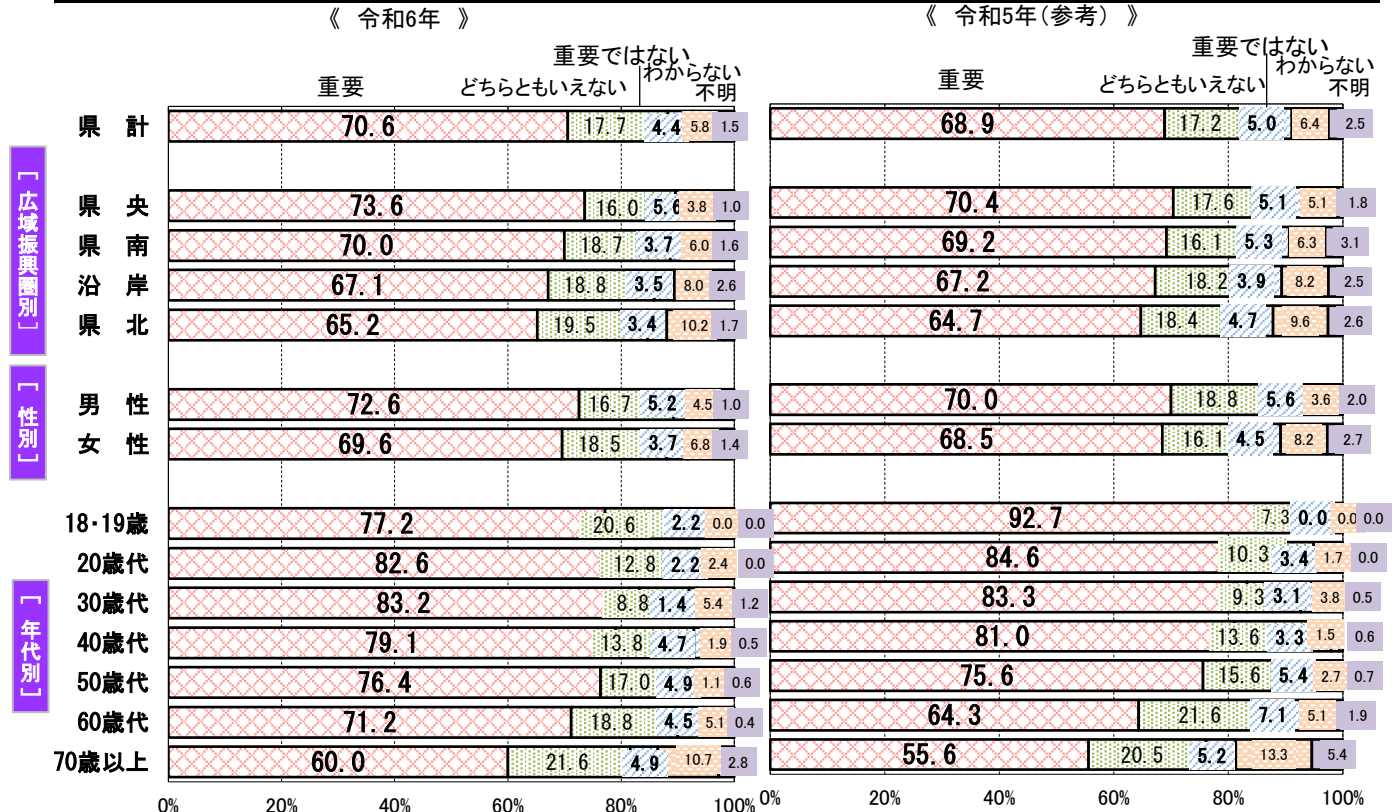 《 令和6年 》
《 令和5年(参考) 》
重要
どちらともいえない
重要ではない
わからない
不明
重要
どちらともいえない
重要ではない
わからない
不明
県 計 70.6 17.7 4.4 5.8 1.5 68.9 17.2 5.0 6.4 2.5
[広域振興圏別]
県 央 73.6 16.0 5.6 3.8 1.0 70.4 17.6 5.1 5.1 1.8
県 南 70.0 18.7 3.7 6.0 1.6 69.2 16.1 5.3 6.3 3.1
沿 岸 67.1 18.8 3.5 8.0 2.6 67.2 18.2 3.9 8.2 2.5
県 北 65.2 19.5 3.4 10.2 1.7 64.7 18.4 4.7 9.6 2.6
[性別]
男 性 72.6 16.7 5.2 4.5 1.0 70.0 18.8 5.6 3.6 2.0
女 性 69.6 18.5 3.7 6.8 1.4 68.5 16.1 4.5 8.2 2.7
[年代別]
18・19歳 77.2 20.6 2.2 0.0 0.0 92.7 7.3 0.0 0.0 0.0
20歳代 82.6 12.8 2.2 2.4 0.0 84.6 10.3 3.4 1.7 0.0
30歳代 83.2 8.8 1.4 5.4 1.2 83.3 9.3 3.1 3.8 0.5
40歳代 79.1 13.8 4.7 1.9 0.5 81.0 13.6 3.3 1.5 0.6
50歳代 76.4 17.0 4.9 1.1 0.6 75.6 15.6 5.4 2.7 0.7
60歳代 71.2 18.8 4.5 5.1 0.4 64.3 21.6 7.1 5.1 1.9
70歳以上 60.0 21.6 4.9 10.7 2.8 55.6 20.5 5.2 13.3 5.4
0% 20% 40% 60% 80% 100% 0% 20% 40% 60% 80% 100%